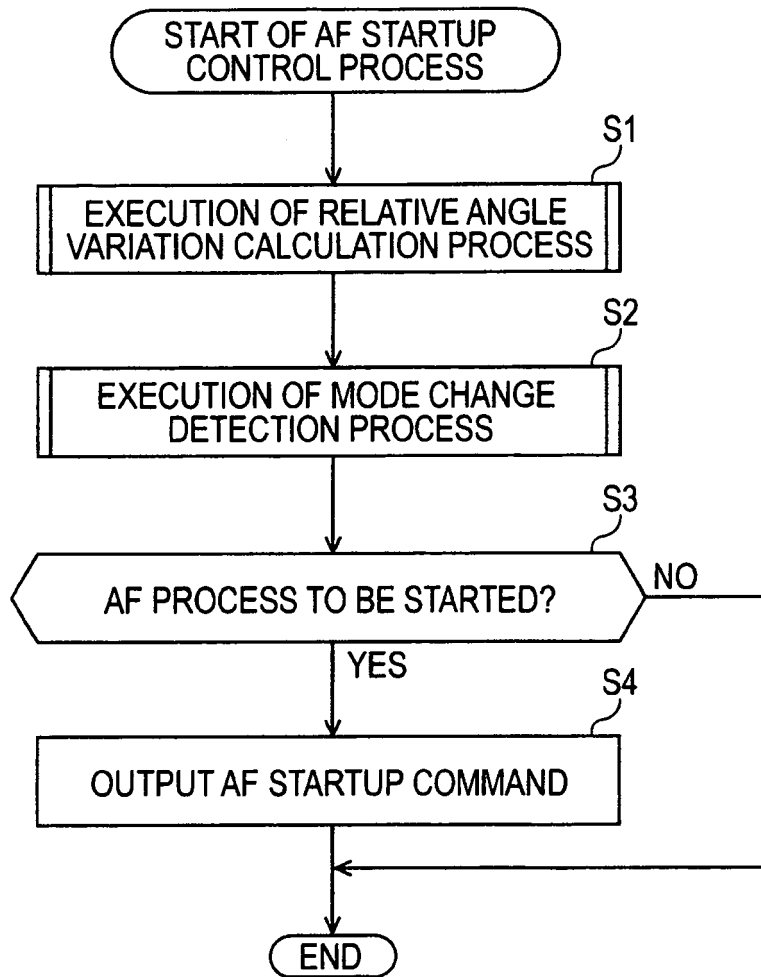 START OF AF STARTUP
CONTROL PROCESS
S1
EXECUTION OF RELATIVE ANGLE
VARIATION CALCULATION PROCESS
S2
EXECUTION OF MODE CHANGE
DETECTION PROCESS
S3
AF PROCESS TO BE STARTED?
NO
YES
S4
OUTPUT AF STARTUP COMMAND
END